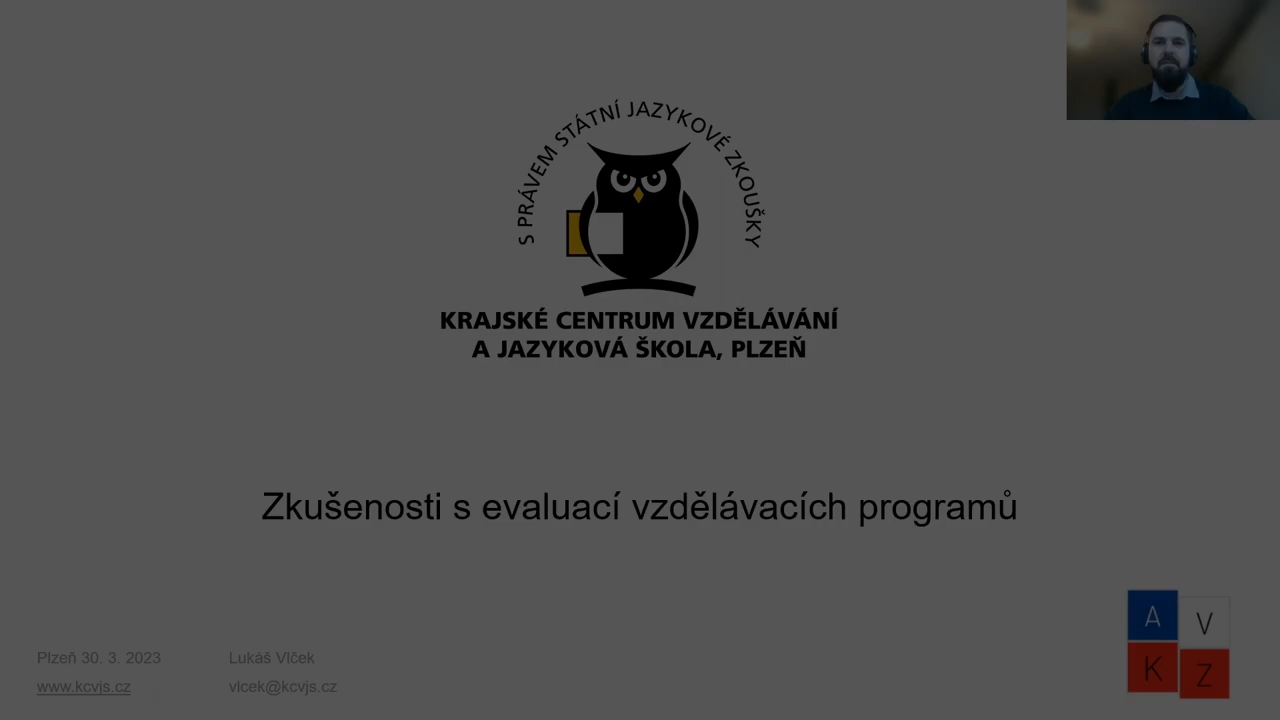 S PRÁVEM STÁTNÍ JAZYKOVÉ ZKOUŠKY
KRAJSKÉ CENTRUM VZDĚLÁVÁNÍ
A JAZYKOVÁ ŠKOLA, PLZEŇ
Zkušenosti s evaluací vzdělávacích programů
Plzeň 30. 3. 2023
Lukáš Vlček
www.kcvjs.cz
vlcek@kcvjs.cz
A V
K Z